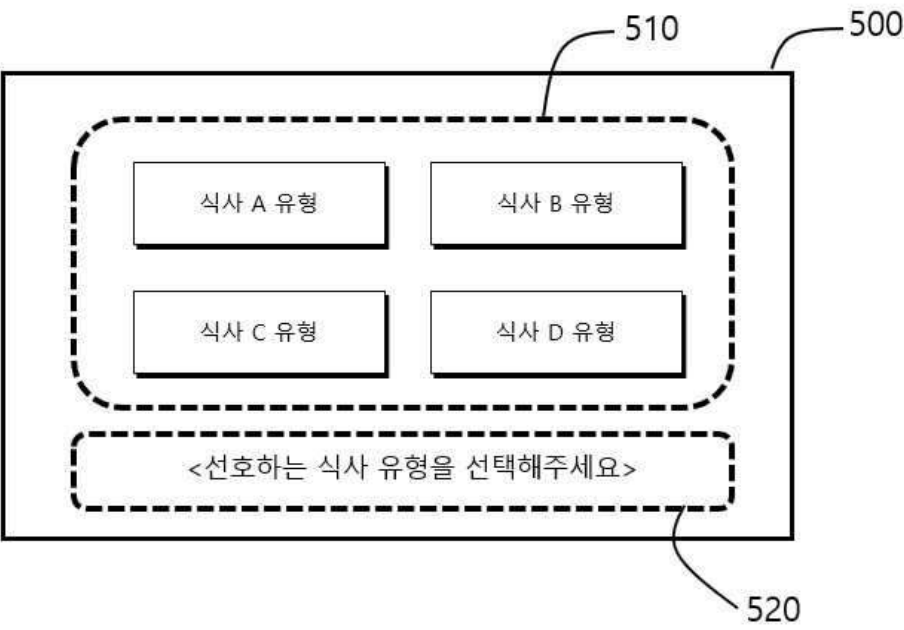 510
500
식사 A 유형
식사 B 유형
식사 C 유형
식사 D 유형
<선호하는 식사 유형을 선택해주세요>
520